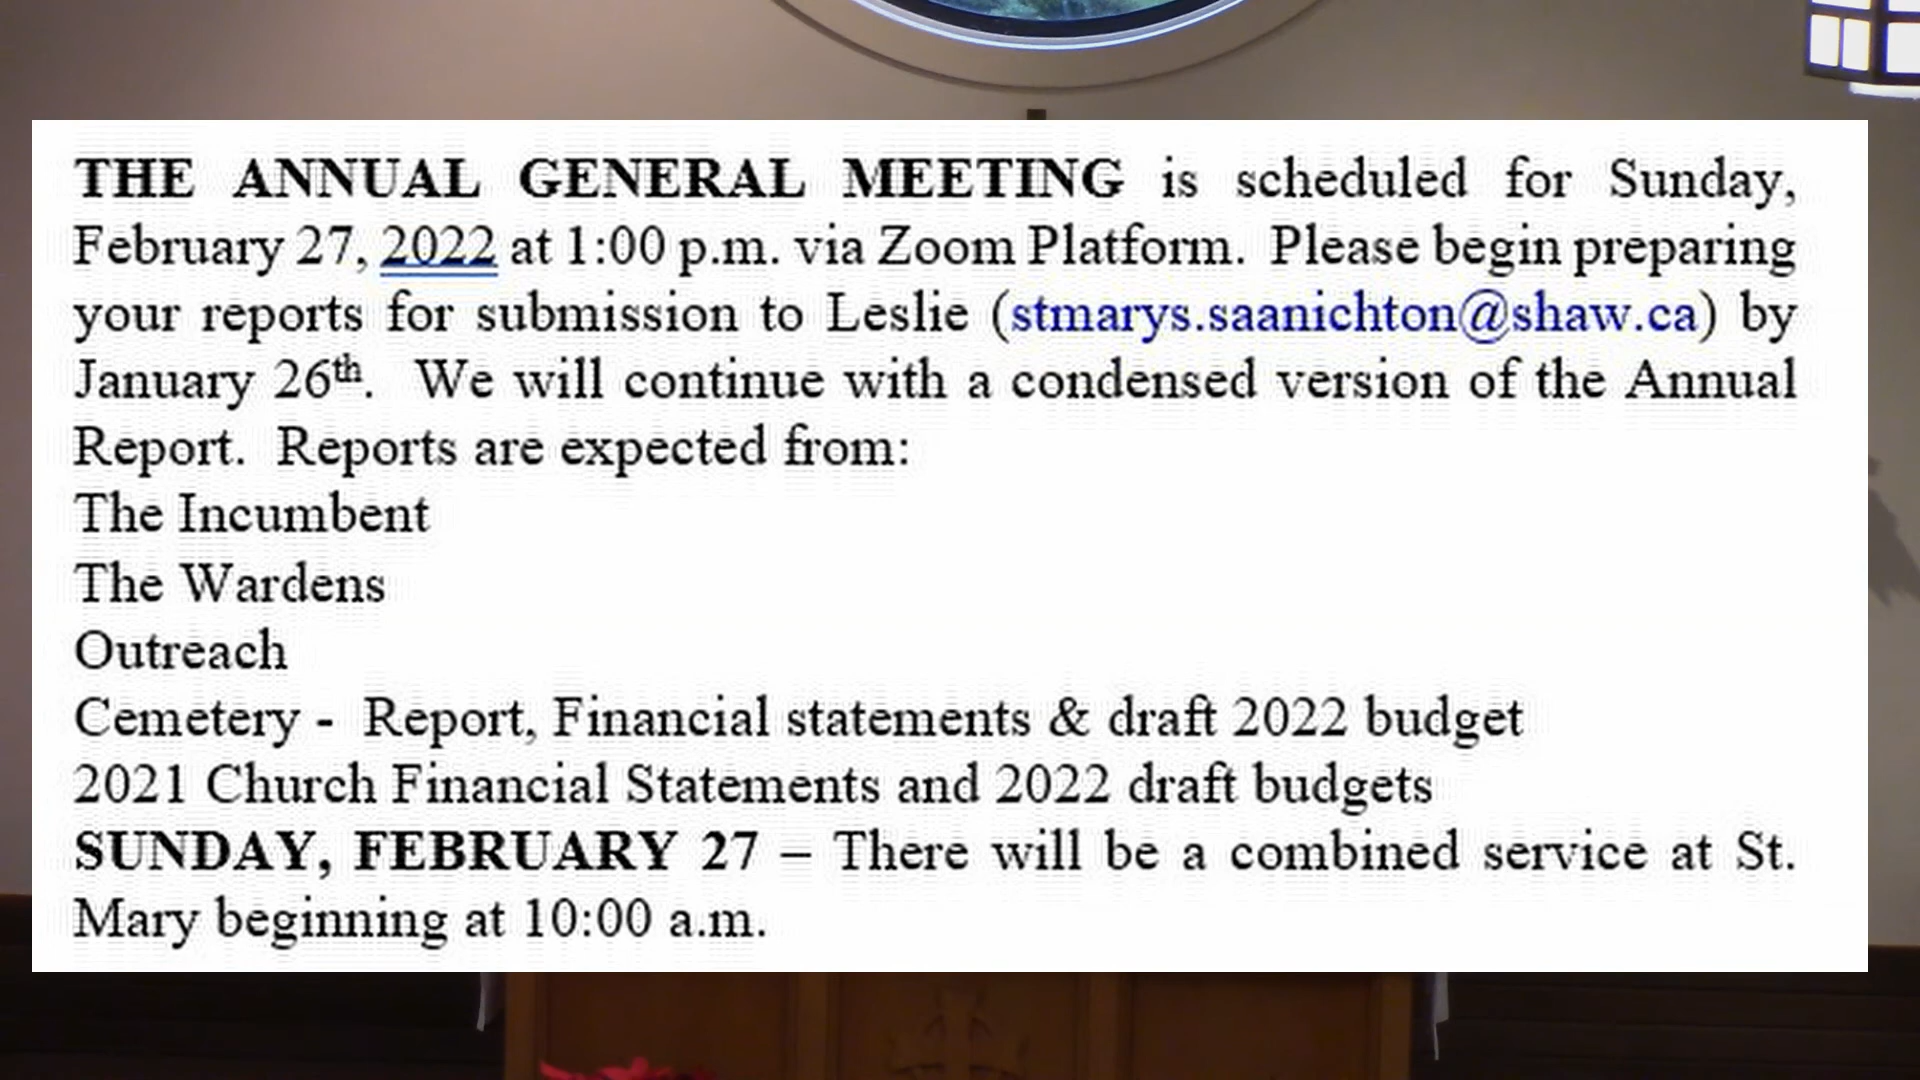 THE ANNUAL GENERAL MEETING is scheduled for Sunday,
February 27, 2022 at 1:00 p.m. via Zoom Platform. Please begin preparing
your reports for submission to Leslie (stmarys.saanichton@shaw.ca) by
January 26th. We will continue with a condensed version of the Annual
Report. Reports are expected from:
The Incumbent
The Wardens
Outreach
Cemetery - Report, Financial statements & draft 2022 budget
2021 Church Financial Statements and 2022 draft budgets
SUNDAY, FEBRUARY 27 – There will be a combined service at St.
Mary beginning at 10:00 a.m.